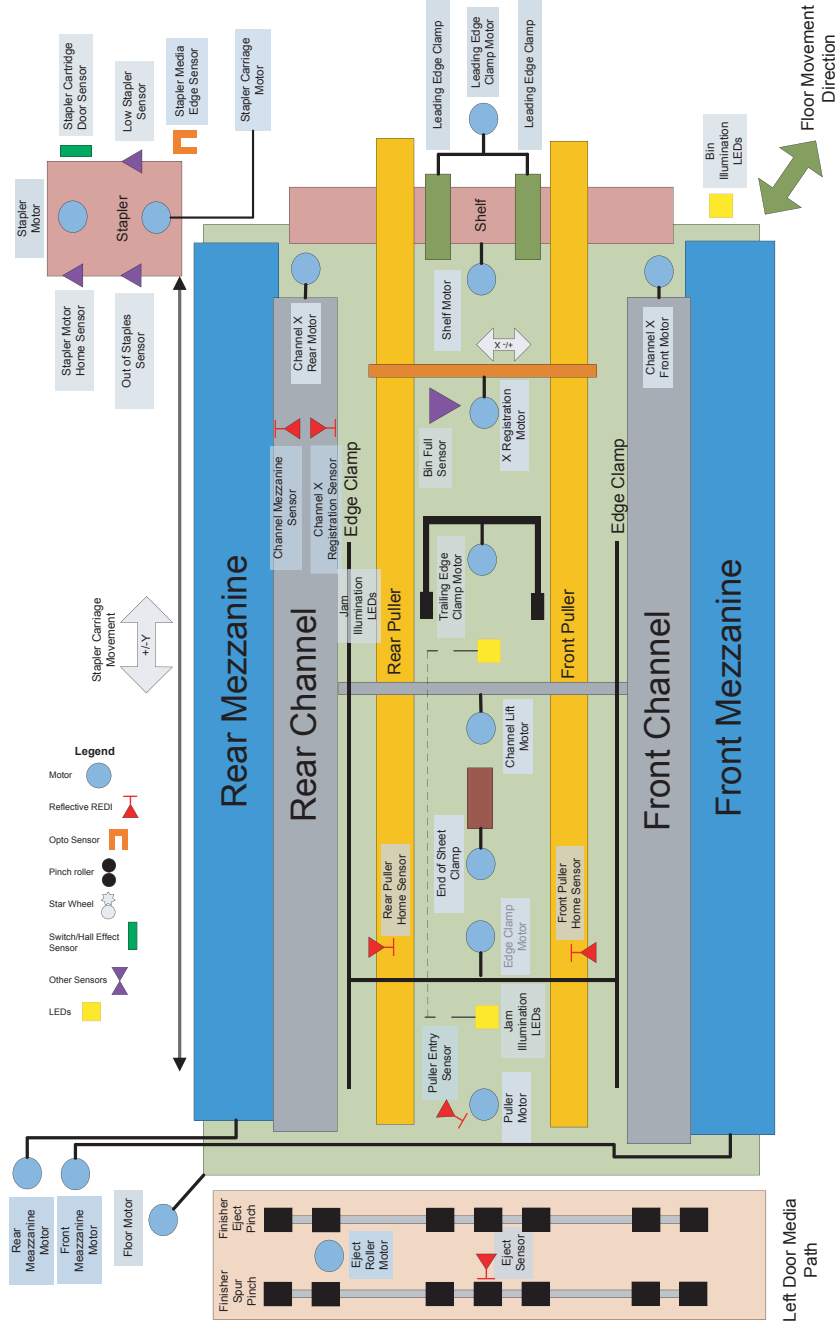 Stapler Cartridge
Door Sensor
Low Stapler
Sensor
Stapler Media
Edge Sensor
Stapler Carriage
Motor
Stapler
Motor
Stapler
Stapler Motor
Home Sensor
Out of Staples
Sensor
Leading Edge Clamp
Leading Edge
Clamp Motor
Leading Edge Clamp
Bin
Illumination
LEDs
Floor Movement
Direction
Shelf
Shelf Motor
Channel X
Rear Motor
Channel X
Front Motor
X -/+
X Registration
Motor
Bin Full
Sensor
Channel Mezzanine
Sensor
Channel X
Registration Sensor
Edge Clamp
Edge Clamp
Jam
Illumination
LEDs
Trailing Edge
Clamp Motor
Rear Puller
Front Puller
Stapler Carriage
Movement
+/-Y
Rear Mezzanine
Rear Channel
Front Channel
Front Mezzanine
Channel Lift
Motor
End of Sheet
Clamp
Rear Puller
Home Sensor
Front Puller
Home Sensor
Edge Clamp
Motor
Jam
Illumination
LEDs
Puller Entry
Sensor
Puller Motor
Legend
Motor
Reflective REDI
Opto Sensor
Pinch roller
Star Wheel
Switch/Hall Effect
Sensor
Other Sensors
LEDs
Rear
Meazzanine
Motor
Front
Meazzanine
Motor
Floor Motor
Finisher
Eject
Pinch
Eject Roller
Motor
Eject
Sensor
Finisher
Spur
Pinch
Left Door Media
Path